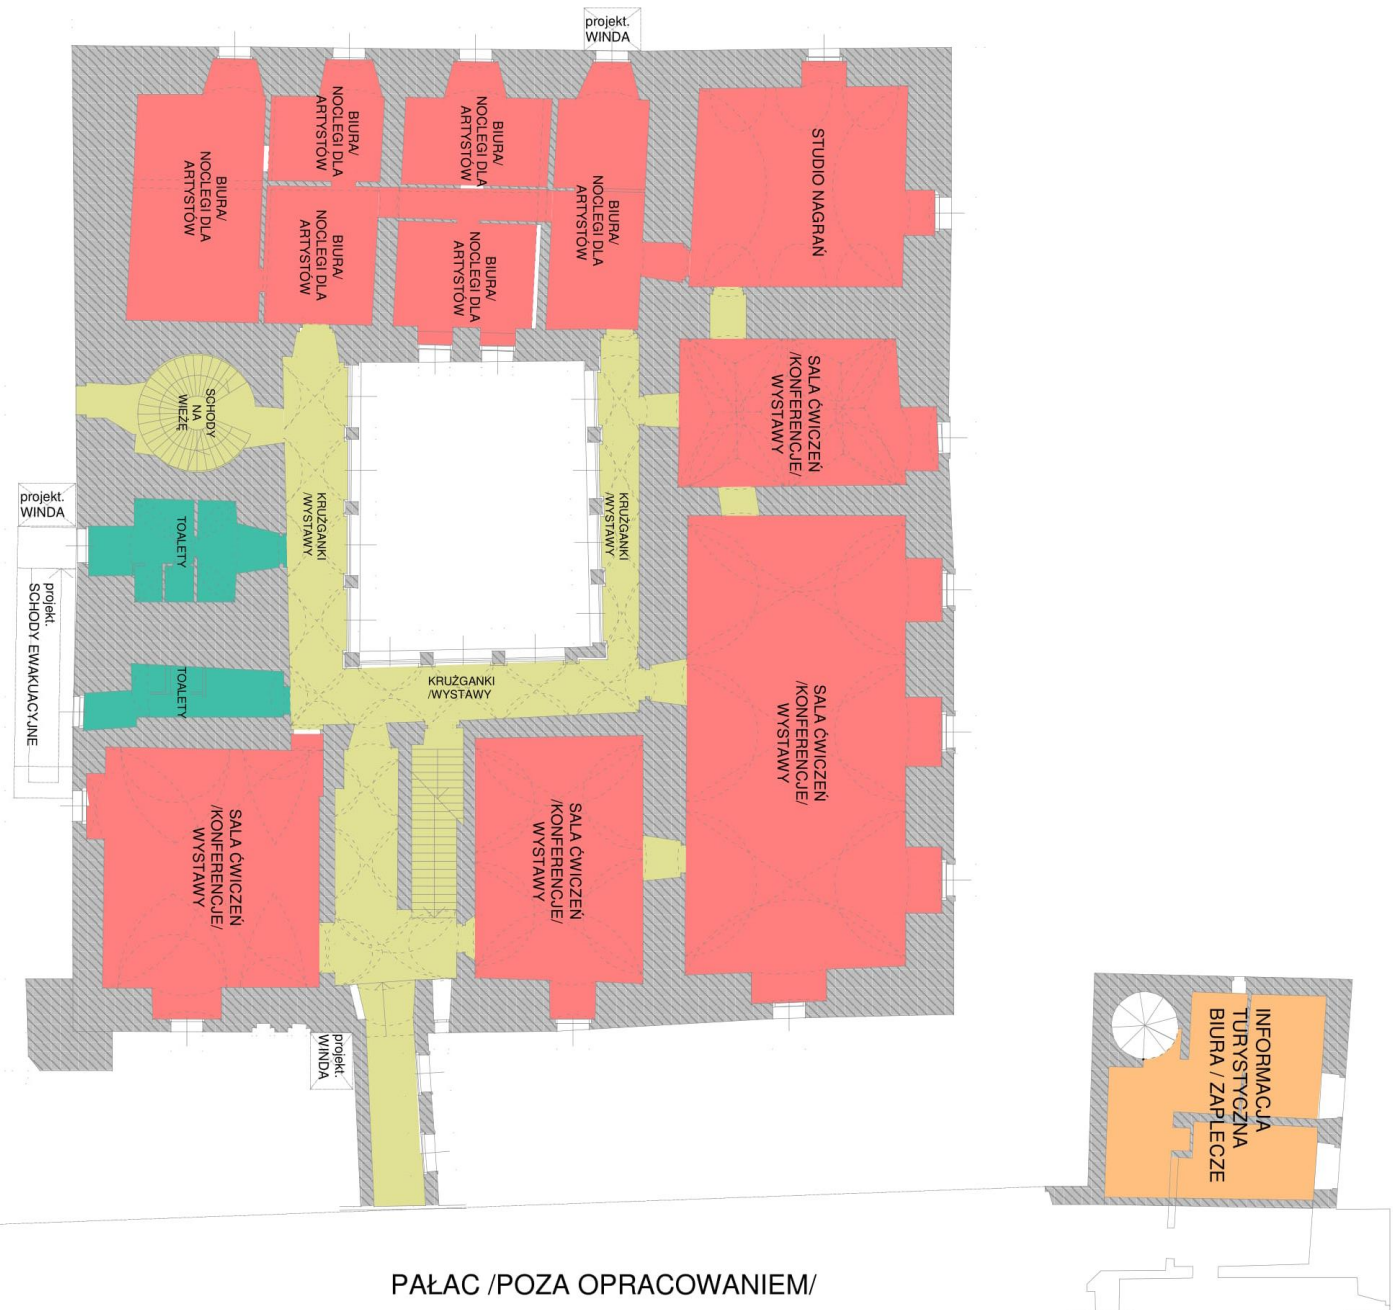 projekt.
WINDA
BIURA/
NOCLEGI DLA
ARTYSTÓW
BIURA/
NOCLEGI DLA
ARTYSTÓW
BIURA/
NOCLEGI DLA
ARTYSTÓW
BIURA/
NOCLEGI DLA
ARTYSTÓW
BIURA/
NOCLEGI DLA
ARTYSTÓW
BIURA/
NOCLEGI DLA
ARTYSTÓW
STUDIO NAGRAŃ
SCHODY
NA
WIEŻĘ
SALA ĆWICZEŃ
/KONFERENCJE/
WYSTAWY
projekt.
WINDA
TOALETY
KRUŻGANKI
/WYSTAWY
KRUŻGANKI
/WYSTAWY
projekt.
SCHODY EWAKUACYJNE
TOALETY
KRUŻGANKI
/WYSTAWY
SALA ĆWICZEŃ
/KONFERENCJE/
WYSTAWY
SALA ĆWICZEŃ
/KONFERENCJE/
WYSTAWY
SALA ĆWICZEŃ
/KONFERENCJE/
WYSTAWY
projekt.
WINDA
INFORMACJA
TURYSTYCZNA
BIURA / ZAPLECZE
PAŁAC /POZA OPRACOWANIEM/